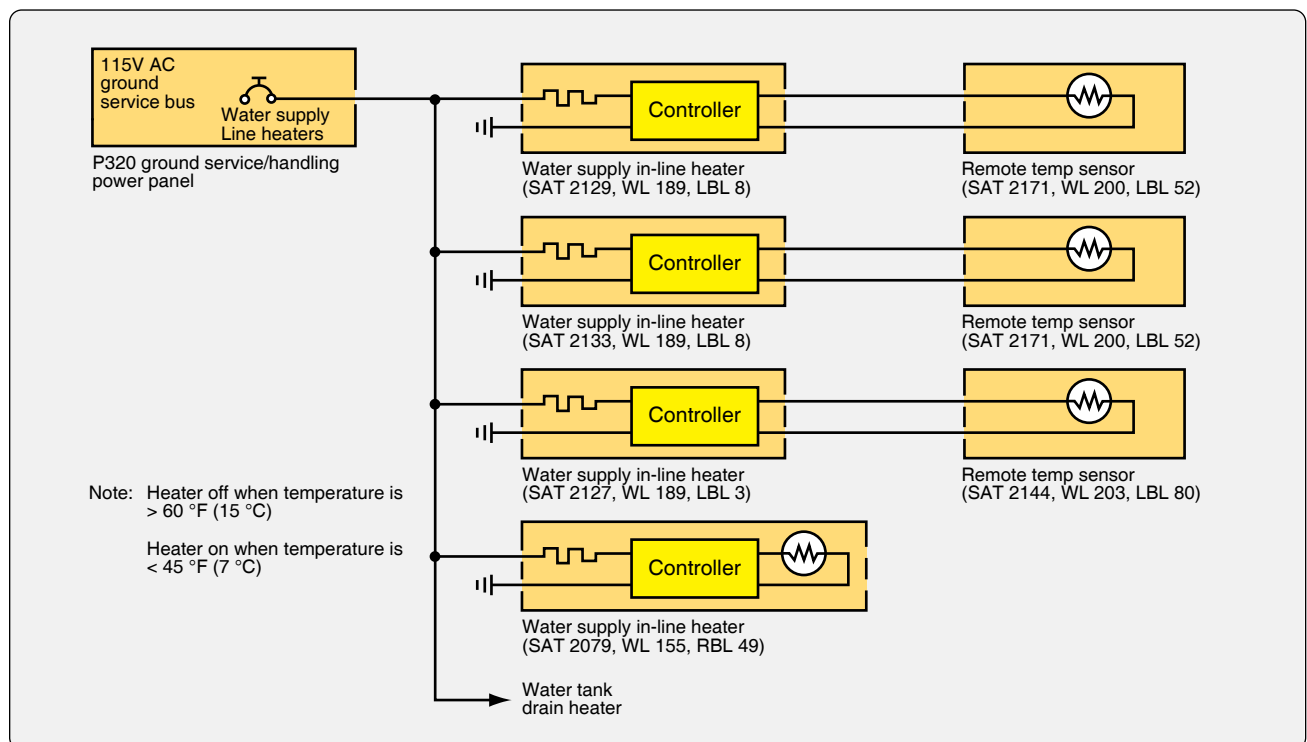 115V AC
ground
service bus
Water supply
Line heaters
P320 ground service/handling
power panel
Controller
Water supply in-line heater
(SAT 2129, WL 189, LBL 8)
Remote temp sensor
(SAT 2171, WL 200, LBL 52)
Controller
Water supply in-line heater
(SAT 2133, WL 189, LBL 8)
Remote temp sensor
(SAT 2171, WL 200, LBL 52)
Controller
Water supply in-line heater
(SAT 2127, WL 189, LBL 3)
Remote temp sensor
(SAT 2144, WL 203, LBL 80)
Note: Heater off when temperature is
> 60 °F (15 °C)
Heater on when temperature is
< 45 °F (7 °C)
Controller
Water supply in-line heater
(SAT 2079, WL 155, RBL 49)
Water tank
drain heater